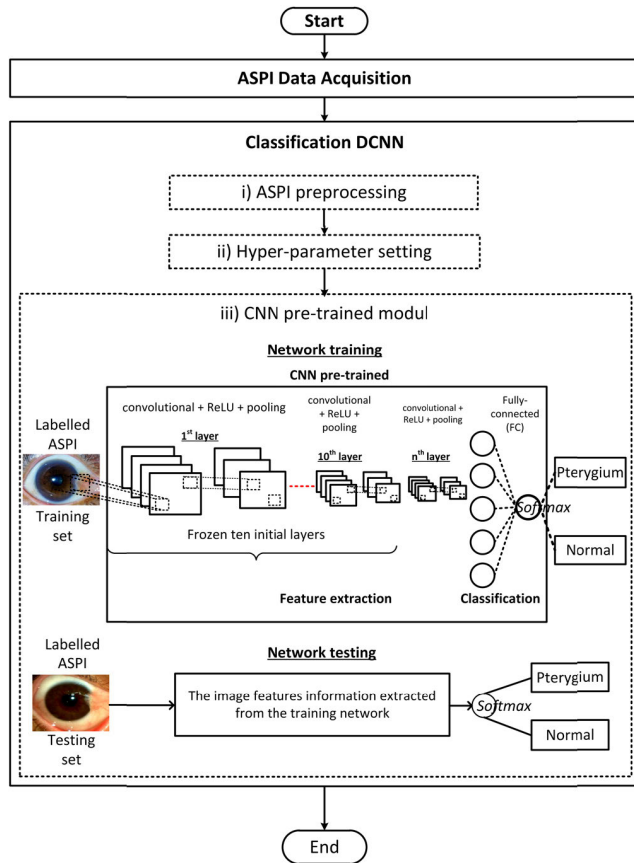 Start
ASPI Data Acquisition
Classification DCNN
i) ASPI preprocessing
ii) Hyper-parameter setting
iii) CNN pre-trained modul
Network training
CNN pre-trained
convolutional + ReLU + pooling
1st layer
convolutional
+ ReLU +
pooling
10th layer
convolutional +
ReLU + pooling
nth layer
Fully-
connected
(FC)
Labelled
ASPI
Training
set
Frozen ten initial layers
Softmax
Pterygium
Normal
Feature extraction
Classification
Network testing
Labelled
ASPI
Testing
set
The image features information extracted
from the training network
Softmax
Pterygium
Normal
End